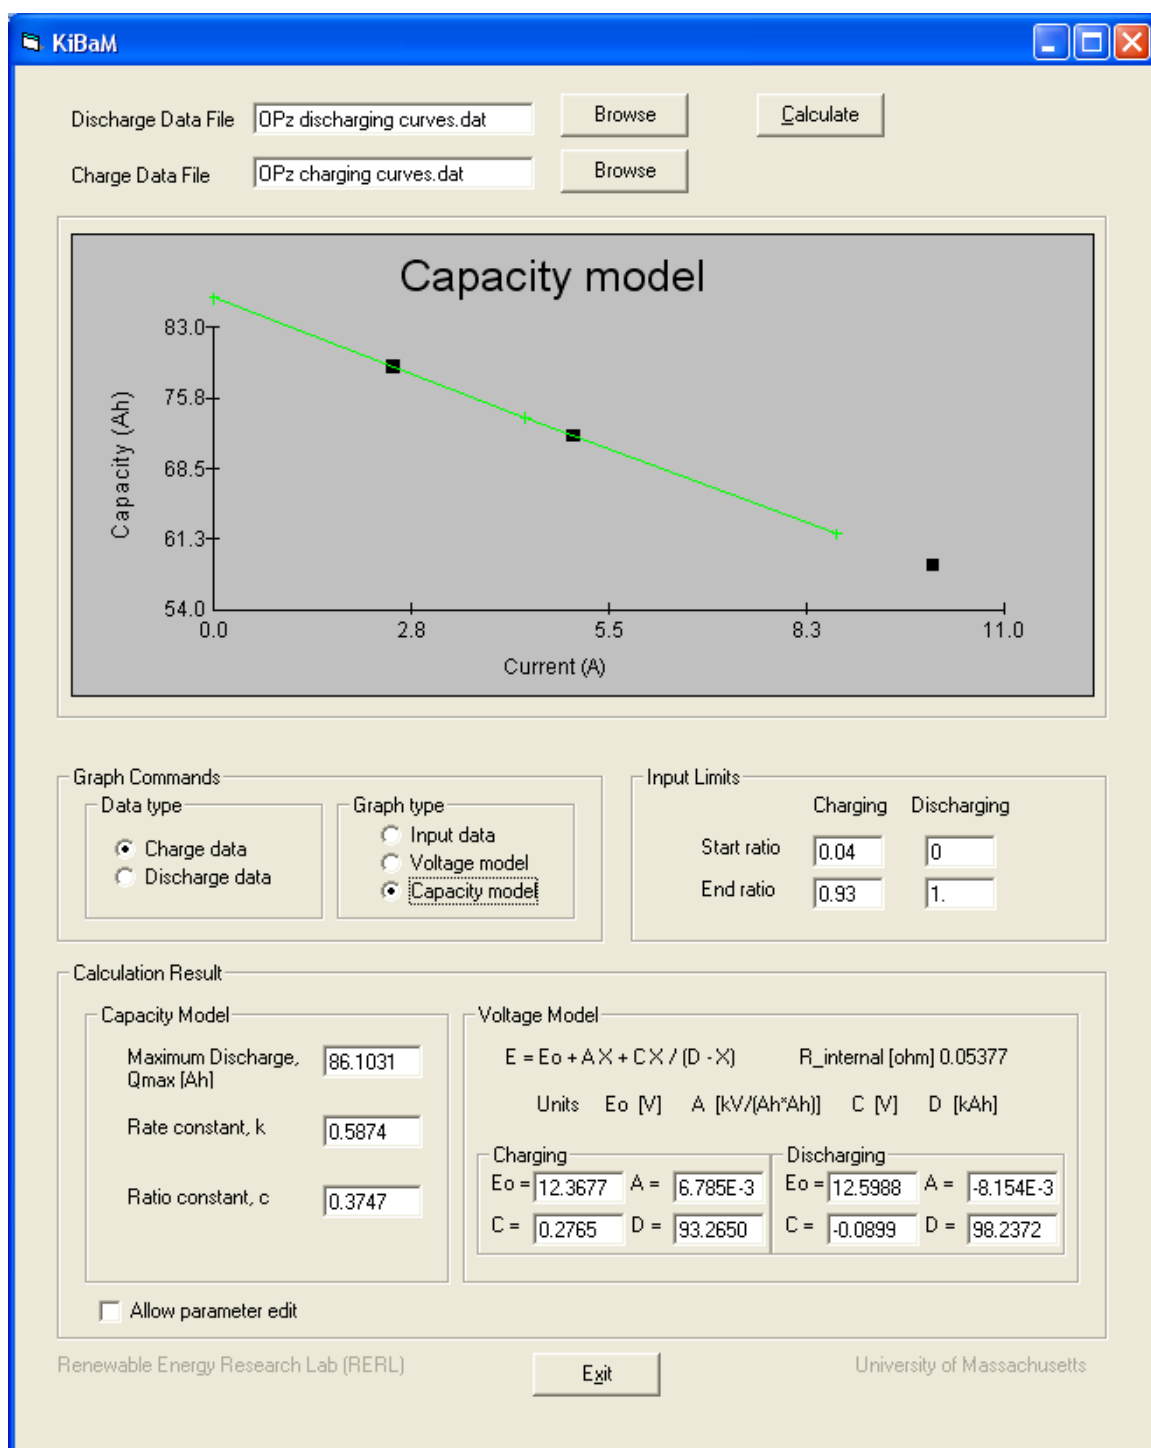 KiBaM
Discharge Data File OPz discharging curves.dat Browse Calculate
Charge Data File OPz charging curves.dat Browse
Capacity model
83.0
75.8
68.5
61.3
54.0
Capacity (Ah)
0.0 2.8 5.5 8.3 11.0
Current (A)
Graph Commands
Data type
Charge data
Discharge data
Graph type
Input data
Voltage model
Capacity model
Input Limits
Charging Discharging
Start ratio 0.04 0
End ratio 0.93 1.
Calculation Result
Capacity Model
Maximum Discharge,
Qmax [Ah] 86.1031
Rate constant, k 0.5874
Ratio constant, c 0.3747
Voltage Model
E = Eo + A X + C X / (D - X) R_internal [ohm] 0.05377
Units Eo [V] A [kV/(Ah*Ah)] C [V] D [kAh]
Charging
Eo = 12.3677 A = 6.785E-3
C = 0.2765 D = 93.2650
Discharging
Eo = 12.5988 A = -8.154E-3
C = -0.0899 D = 98.2372
Allow parameter edit
Renewable Energy Research Lab (RERL) Exit University of Massachusetts